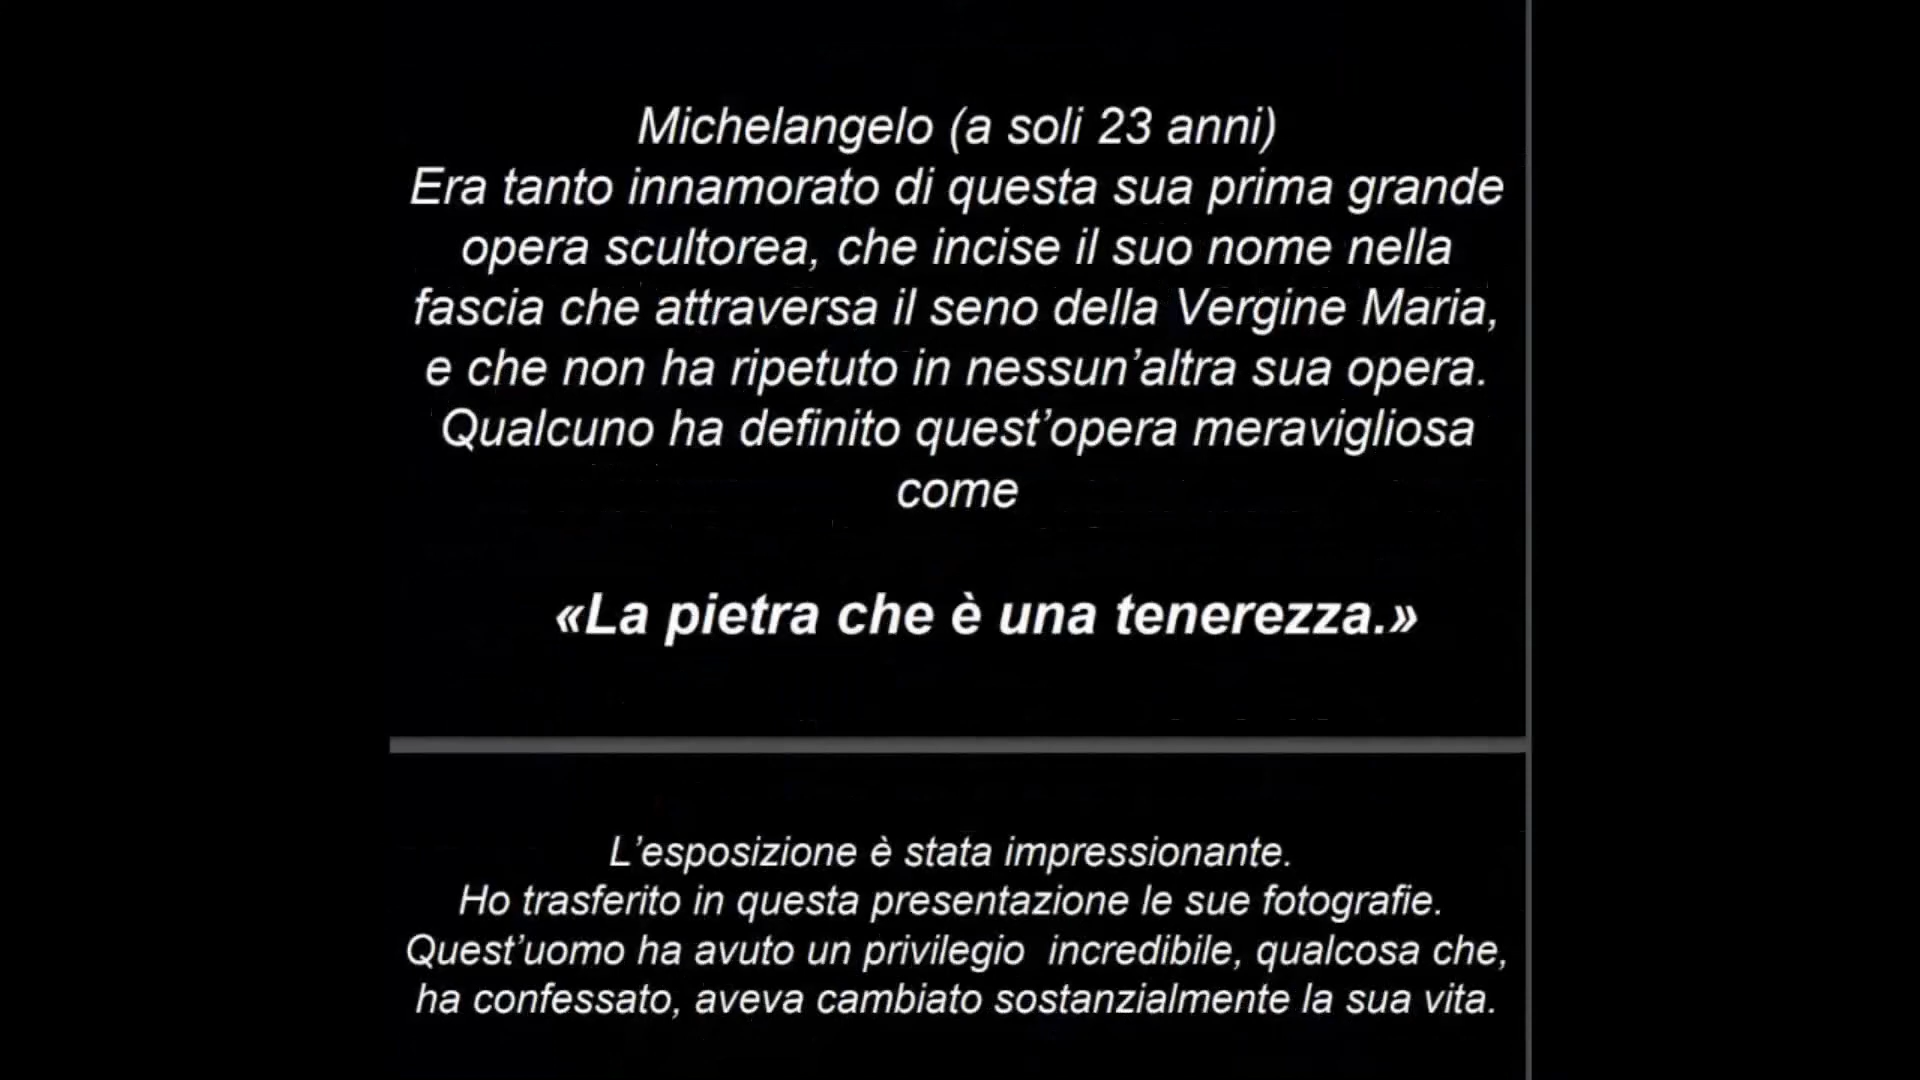 Michelangelo (a soli 23 anni)
Era tanto innamorato di questa sua prima grande
opera scultorea, che incise il suo nome nella
fascia che attraversa il seno della Vergine Maria,
e che non ha ripetuto in nessun’altra sua opera.
Qualcuno ha definito quest’opera meravigliosa
come
«La pietra che è una tenerezza.»
L’esposizione è stata impressionante.
Ho trasferito in questa presentazione le sue fotografie.
Quest’uomo ha avuto un privilegio  incredibile, qualcosa che,
ha confessato, aveva cambiato sostanzialmente la sua vita.